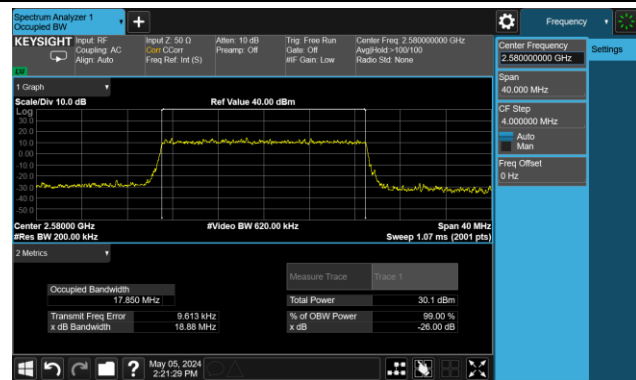 Spectrum Analyzer 1
Occupied BW
+
Frequency
KEYSIGHT
Input: RF
Coupling: AC
Align: Auto
Input Z: 50 Ω
Corr CCorr
Freq Ref: Int (S)
Atten: 10 dB
Preamp: Off
Trig: Free Run
Gate: Off
#IF Gain: Low
Center Freq: 2.580000000 GHz
Avg|Hold:>100/100
Radio Std: None
Center Frequency
2.580000000 GHz
Settings
Span
40.000 MHz
CF Step
4.000000 MHz
Auto
Man
Freq Offset
0 Hz
1 Graph
Scale/Div 10.0 dB
Ref Value 40.00 dBm
Log
30.0
20.0
10.0
0.00
-10.0
-20.0
-30.0
-40.0
-50.0
Center 2.58000 GHz
#Video BW 620.00 kHz
Span 40 MHz
#Res BW 200.00 kHz
Sweep 1.07 ms (2001 pts)
2 Metrics
Measure Trace
Trace 1
Occupied Bandwidth
17.850 MHz
Total Power
30.1 dBm
Transmit Freq Error
9.613 kHz
% of OBW Power
99.00 %
x dB Bandwidth
18.88 MHz
x dB
-26.00 dB
?
May 05, 2024
2:21:29 PM